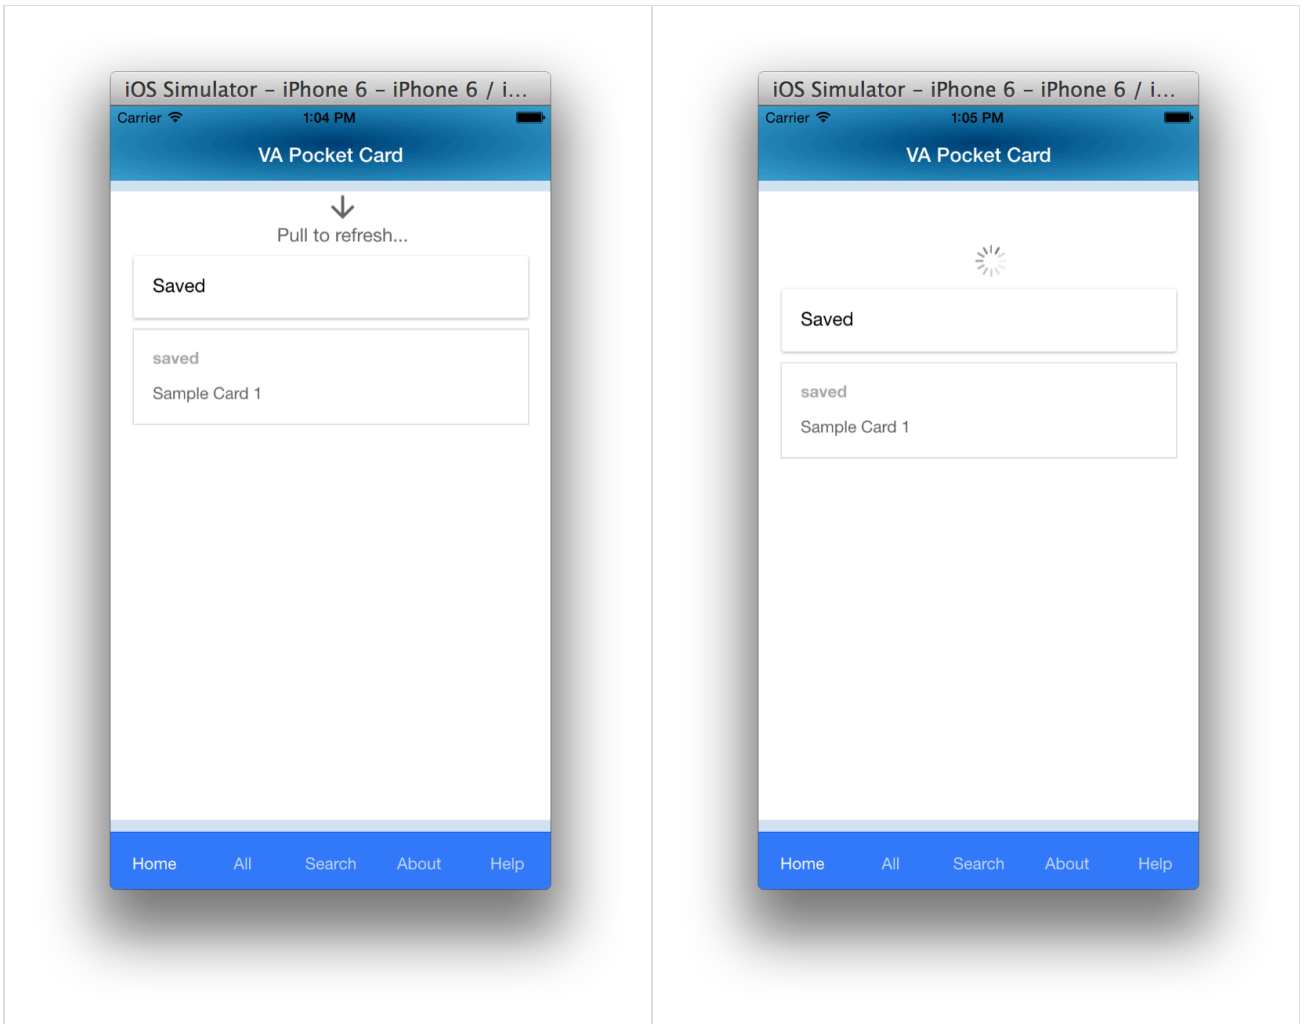 iOS Simulator – iPhone 6 – iPhone 6 / i...
Carrier 1:04 PM
VA Pocket Card
Pull to refresh...
Saved
saved
Sample Card 1
Home All Search About Help
iOS Simulator – iPhone 6 – iPhone 6 / i...
Carrier 1:05 PM
VA Pocket Card
Saved
saved
Sample Card 1
Home All Search About Help